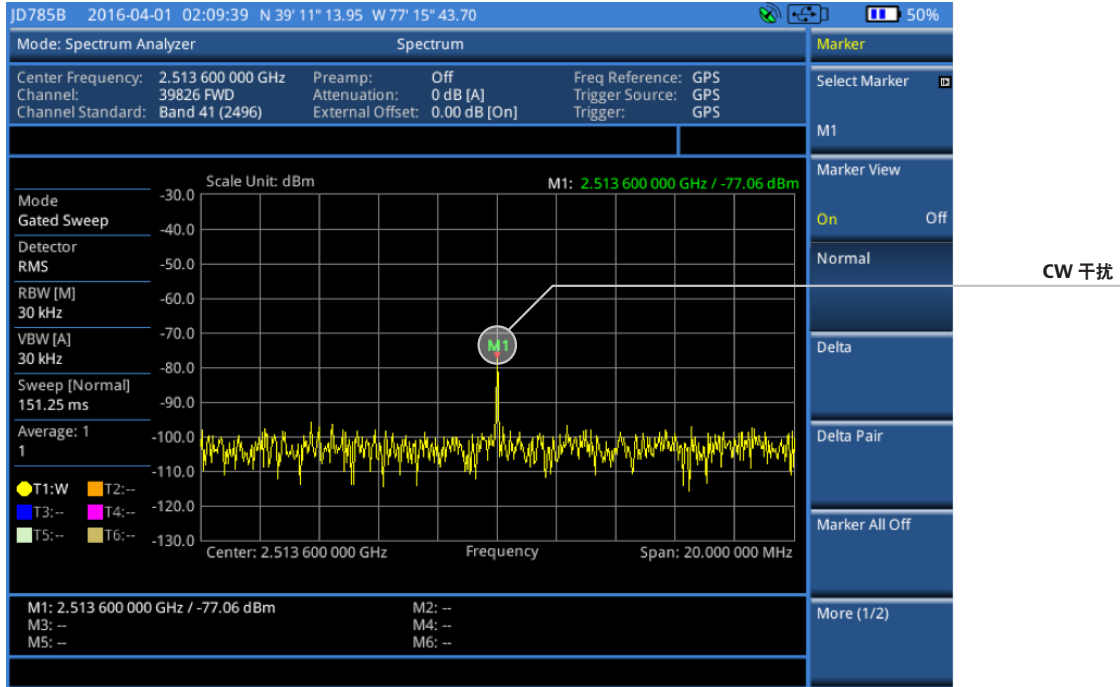 JD785B 2016-04-01 02:09:39 N 39' 11" 13.95 W 77' 15" 43.70 50%
Mode: Spectrum Analyzer Spectrum
Marker
Center Frequency: 2.513 600 000 GHz Preamp: Off Freq Reference: GPS
Channel: 39826 FWD Attenuation: 0 dB [A] Trigger Source: GPS
Channel Standard: Band 41 (2496) External Offset: 0.00 dB [On] Trigger: GPS
Select Marker
M1
Marker View
On Off
Normal
Delta
Delta Pair
Marker All Off
More (1/2)
CW 干扰
Scale Unit: dBm M1: 2.513 600 000 GHz / -77.06 dBm
Mode
Gated Sweep
Detector
RMS
RBW [M]
30 kHz
VBW [A]
30 kHz
Sweep [Normal]
151.25 ms
Average: 1
1
T1:W T2:--
T3:-- T4:--
T5:-- T6:--
-30.0
-40.0
-50.0
-60.0
-70.0
-80.0
-90.0
-100.0
-110.0
-120.0
-130.0
M1
Center: 2.513 600 000 GHz Frequency Span: 20.000 000 MHz
M1: 2.513 600 000 GHz / -77.06 dBm M2: --
M3: -- M4: --
M5: -- M6: --